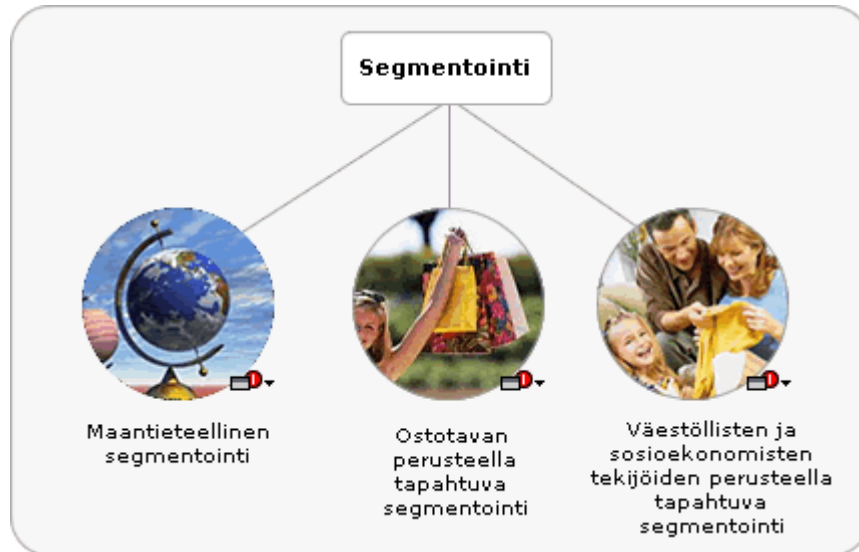 Segmentointi
Maantieteellinen
segmentointi
Ostotavan
perusteella
tapahtuva
segmentointi
Väestöllisten ja
sosioekonomisten
tekijöiden perusteella
tapahtuva
segmentointi